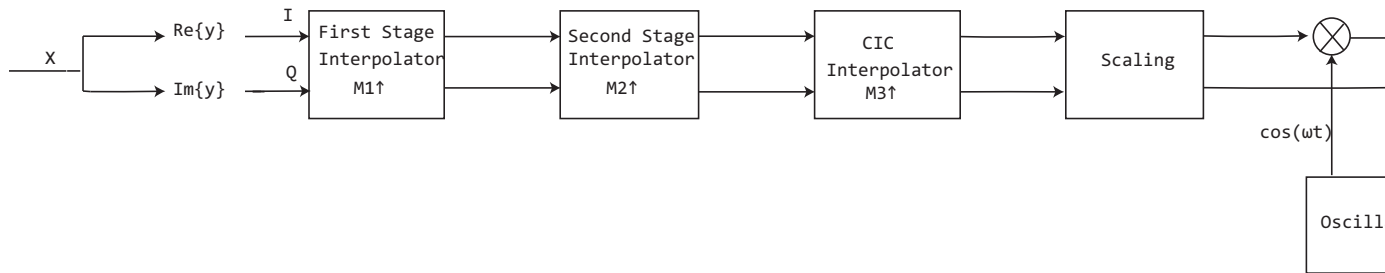 X
Re{y}
Im{y}
I
Q
First Stage
Interpolator
M1↑
Second Stage
Interpolator
M2↑
CIC
Interpolator
M3↑
Scaling
cos(ωt)
Oscill